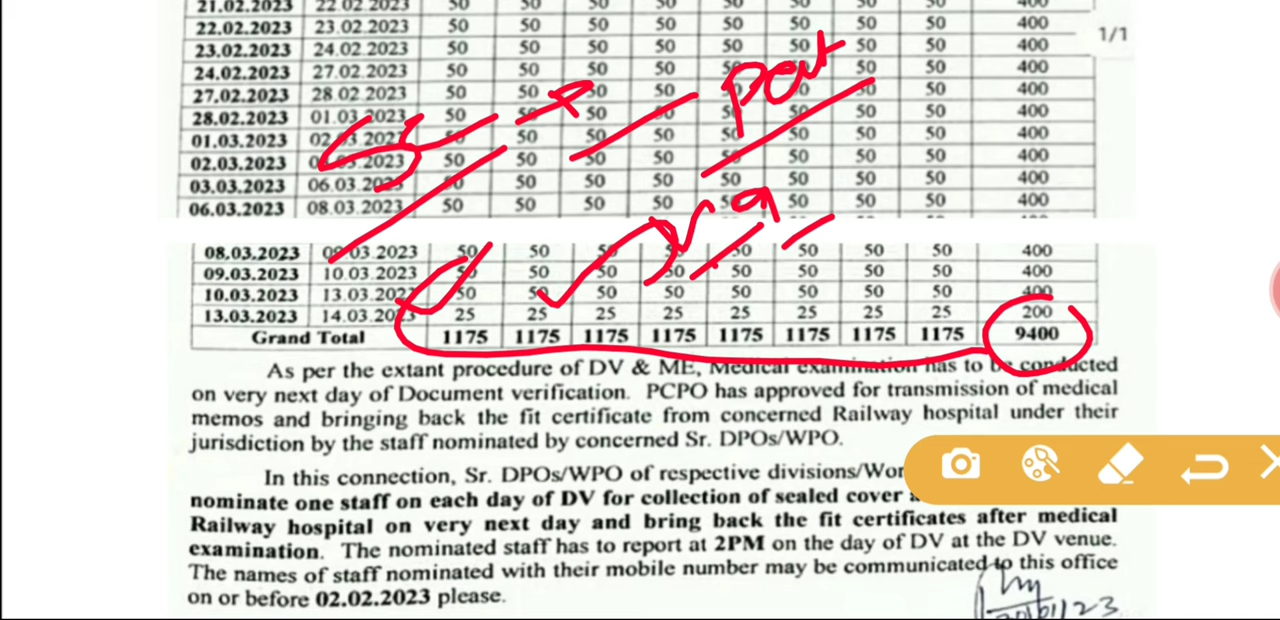 21.02.2023 22.02.2023 50 50 50 50 50 50 50 50 400
22.02.2023 23.02.2023 50 50 50 50 50 50 50 50 400
1/1
23.02.2023 24.02.2023 50 50 50 50 50 50 50 50 400
24.02.2023 27.02.2023 50 50 50 50 50 50 400
27.02.2023 28.02.2023 50 50 50 50 50 50 400
28.02.2023 01.03.2023 50 50 50 50 400
01.03.2023 50 50 50 50 50 50 50 400
02.03.2023 50 50 50 50 50 50 50 400
03.03.2023 06.03.2023 50 50 50 50 50 50 50 50 400
06.03.2023 08.03.2023 50 50 50 50 50 50 50 400
08.03.2023 09.03.2023 50 50 50 50 50 50 400
09.03.2023 10.03.2023 50 50 50 50 50 50 50 50 400
10.03.2023 13.03.2023 50 50 50 50 50 50 50 50 400
13.03.2023 14.03.2023 25 25 25 25 25 25 25 25 200
Grand Total 1175 1175 1175 1175 1175 1175 1175 1175 9400
As per the extant procedure of DV & ME, Medical examination has to be conducted
on very next day of Document verification. PCPO has approved for transmission of medical
memos and bringing back the fit certificate from concerned Railway hospital under their
jurisdiction by the staff nominated by concerned Sr. DPOs/WPO.
In this connection, Sr. DPOs/WPO of respective divisions/Wor
nominate one staff on each day of DV for collection of sealed cover
Railway hospital on very next day and bring back the fit certificates after medical
examination. The nominated staff has to report at 2PM on the day of DV at the DV venue.
The names of staff nominated with their mobile number may be communicated to this office
on or before 02.02.2023 please.